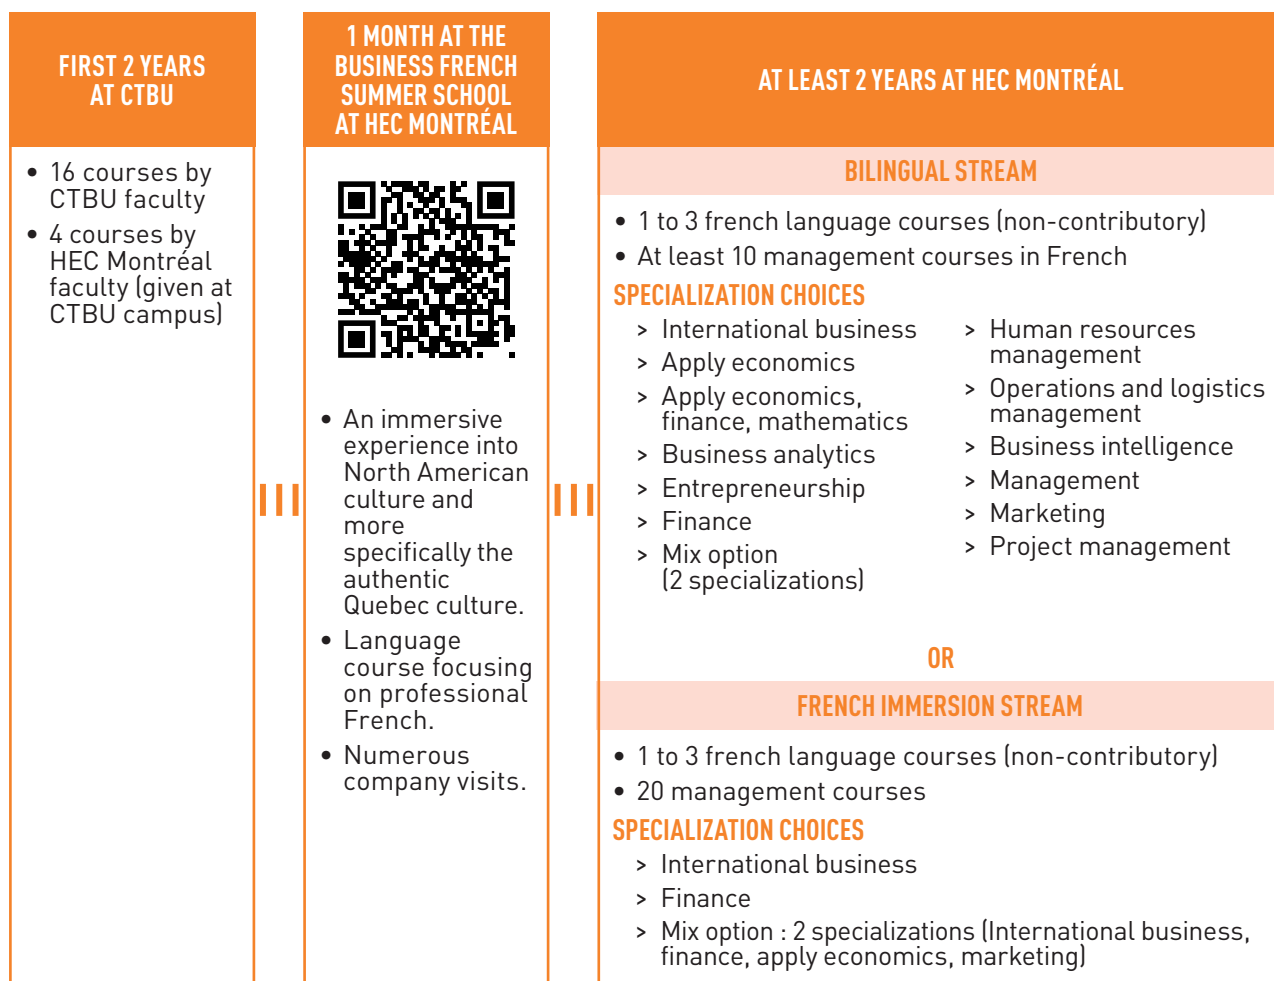 FIRST 2 YEARS
AT CTBU
• 16 courses by
CTBU faculty
• 4 courses by
HEC Montréal
faculty (given at
CTBU campus)
1 MONTH AT THE
BUSINESS FRENCH
SUMMER SCHOOL
AT HEC MONTRÉAL
• An immersive
experience into
North American
culture and
more
specifically the
authentic
Quebec culture.
• Language
course focusing
on professional
French.
• Numerous
company visits.
AT LEAST 2 YEARS AT HEC MONTRÉAL
BILINGUAL STREAM
• 1 to 3 french language courses (non-contributory)
• At least 10 management courses in French
SPECIALIZATION CHOICES
> International business
> Apply economics
> Apply economics,
finance, mathematics
> Business analytics
> Entrepreneurship
> Finance
> Mix option
(2 specializations)
> Human resources
management
> Operations and logistics
management
> Business intelligence
> Management
> Marketing
> Project management
OR
FRENCH IMMERSION STREAM
• 1 to 3 french language courses (non-contributory)
• 20 management courses
SPECIALIZATION CHOICES
> International business
> Finance
> Mix option : 2 specializations (International business,
finance, apply economics, marketing)